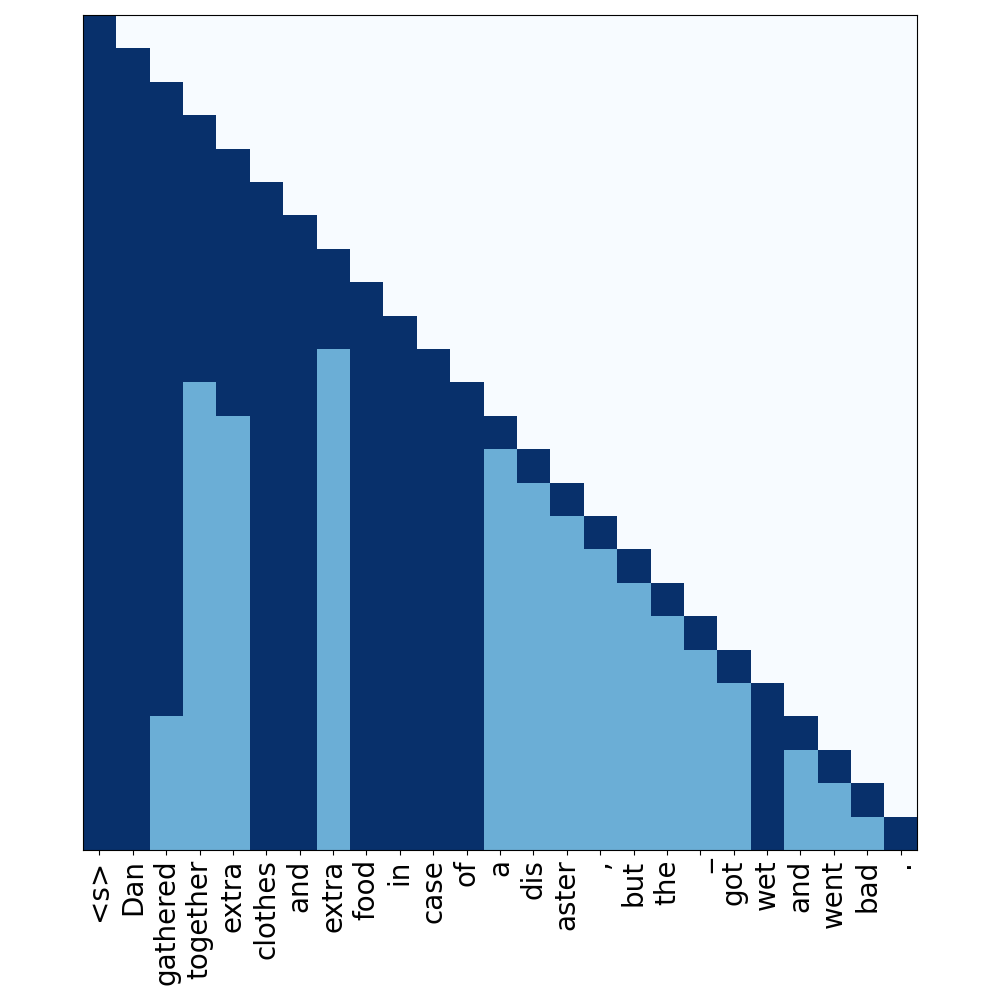 <s>
Dan
gathered
together
extra
clothes
and
extra
food
in
case
of
a
dis
aster
,
but
the
_
got
wet
and
went
bad
.